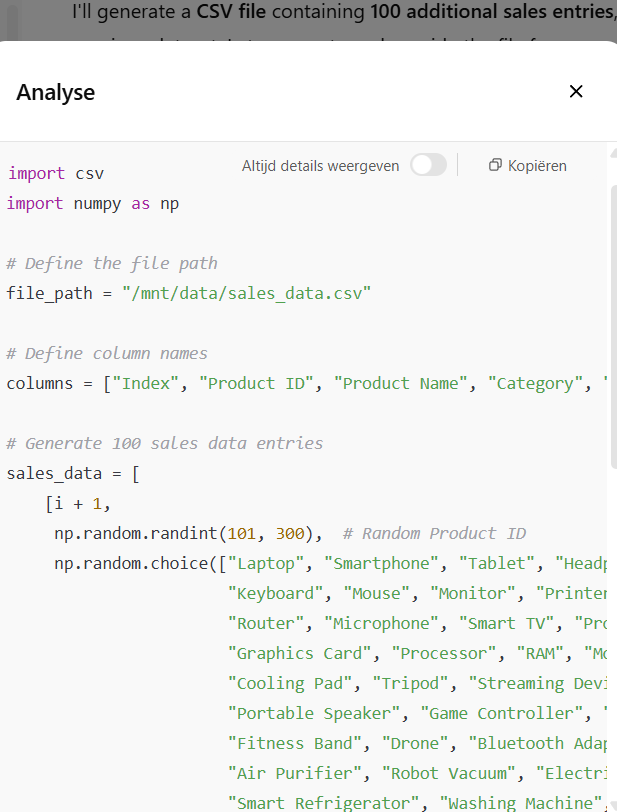 I'll generate a CSV file containing 100 additional sales entries,
Analyse
Altijd details weergeven Kopiëren
import csv
import numpy as np
# Define the file path
file_path = "/mnt/data/sales_data.csv"
# Define column names
columns = ["Index", "Product ID", "Product Name", "Category", "
# Generate 100 sales data entries
sales_data = [
[i + 1,
np.random.randint(101, 300), # Random Product ID
np.random.choice(["Laptop", "Smartphone", "Tablet", "Headp
"Keyboard", "Mouse", "Monitor", "Printer
"Router", "Microphone", "Smart TV", "Pro
"Graphics Card", "Processor", "RAM", "Mo
"Cooling Pad", "Tripod", "Streaming Devi
"Portable Speaker", "Game Controller", "
"Fitness Band", "Drone", "Bluetooth Adap
"Air Purifier", "Robot Vacuum", "Electri
"Smart Refrigerator", "Washing Machine",